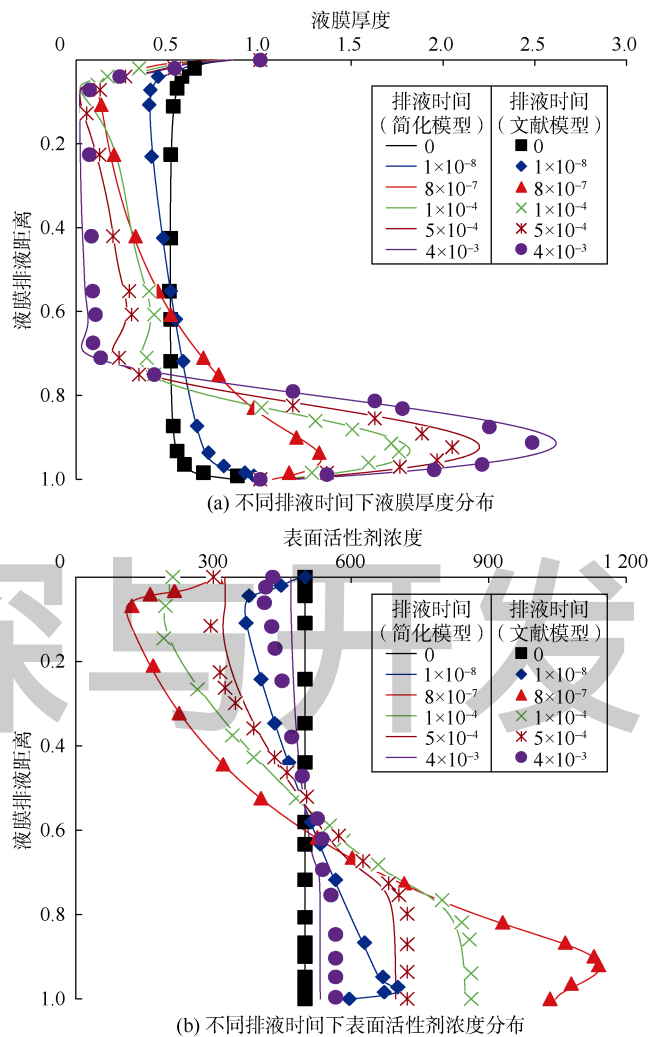 液膜厚度
0 0.5 1.0 1.5 2.0 2.5 3.0
排液时间 排液时间
（简化模型） （文献模型）
0 0
1×10⁻⁸ 1×10⁻⁸
8×10⁻⁷ 8×10⁻⁷
1×10⁻⁴ 1×10⁻⁴
5×10⁻⁴ 5×10⁻⁴
4×10⁻³ 4×10⁻³
液膜排液距离
0.2
0.4
0.6
0.8
1.0
(a) 不同排液时间下液膜厚度分布
表面活性剂浓度
0 300 600 900 1 200
排液时间 排液时间
（简化模型） （文献模型）
0 0
1×10⁻⁸ 1×10⁻⁸
8×10⁻⁷ 8×10⁻⁷
1×10⁻⁴ 1×10⁻⁴
5×10⁻⁴ 5×10⁻⁴
4×10⁻³ 4×10⁻³
液膜排液距离
0.2
0.4
0.6
0.8
1.0
(b) 不同排液时间下表面活性剂浓度分布
探与开发